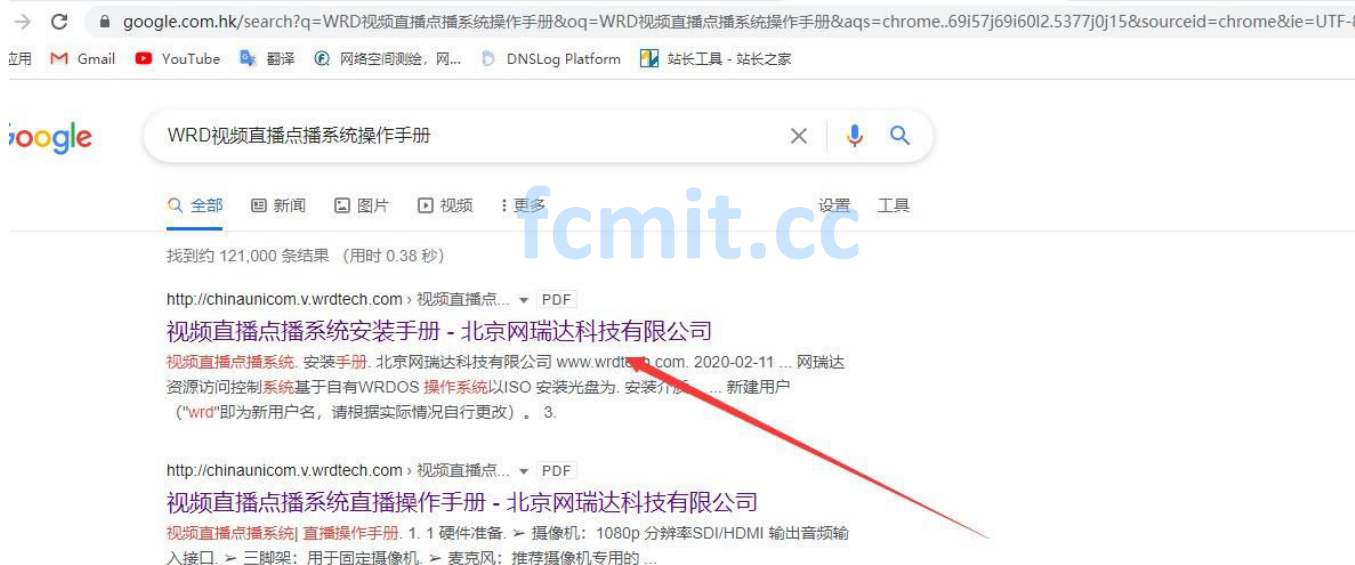 google.com.hk/search?q=WRD视频直播点播系统操作手册&oq=WRD视频直播点播系统操作手册&aqs=chrome..69i57j69i60l2.5377j0j15&sourceid=chrome&ie=UTF-8
应用 Gmail YouTube 翻译 网络空间测绘，网... DNSLog Platform 站长工具 - 站长之家
Google WRD视频直播点播系统操作手册
全部 新闻 图片 视频 更多 设置 工具
fcmit.cc
找到约 121,000 条结果 （用时 0.38 秒）
http://chinaunicom.v.wrdtech.com › 视频直播点... PDF
视频直播点播系统安装手册 - 北京网瑞达科技有限公司
视频直播点播系统. 安装手册. 北京网瑞达科技有限公司 www.wrdtech.com. 2020-02-11 ... 网瑞达
资源访问控制系统基于自有WRDOS 操作系统以ISO 安装光盘为. 安装介质. ... 新建用户
（"wrd"即为新用户名，请根据实际情况自行更改）。 3.
http://chinaunicom.v.wrdtech.com › 视频直播点... PDF
视频直播点播系统直播操作手册 - 北京网瑞达科技有限公司
视频直播点播系统| 直播操作手册. 1. 1 硬件准备. ➢ 摄像机：1080p 分辨率SDI/HDMI 输出音频输
入接口. ➢ 三脚架：用于固定摄像机. ➢ 麦克风：推荐摄像机专用的 ...